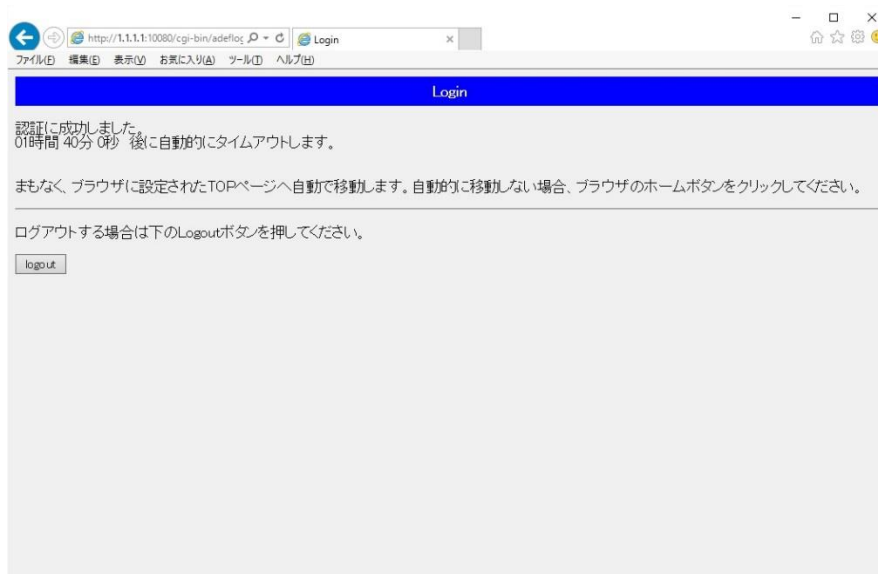 http://1.1.1.1:10080/cgi-bin/adeflog
Login
ファイル(F) 編集(E) 表示(V) お気に入り(A) ツール(T) ヘルプ(H)
Login
認証に成功しました。
01時間 40分 0秒 後に自動的にタイムアウトします。
まもなく、ブラウザに設定されたTOPページへ自動で移動します。自動的に移動しない場合、ブラウザのホームボタンをクリックしてください。
ログアウトする場合は下のLogoutボタンを押してください。
logout